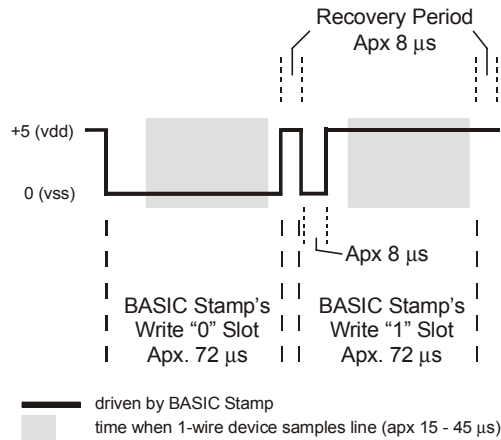 Recovery Period
Apx 8 μs
+5 (vdd)
0 (vss)
Apx 8 μs
BASIC Stamp's
Write "0" Slot
Apx. 72 μs
BASIC Stamp's
Write "1" Slot
Apx. 72 μs
driven by BASIC Stamp
time when 1-wire device samples line (apx 15 - 45 μs)